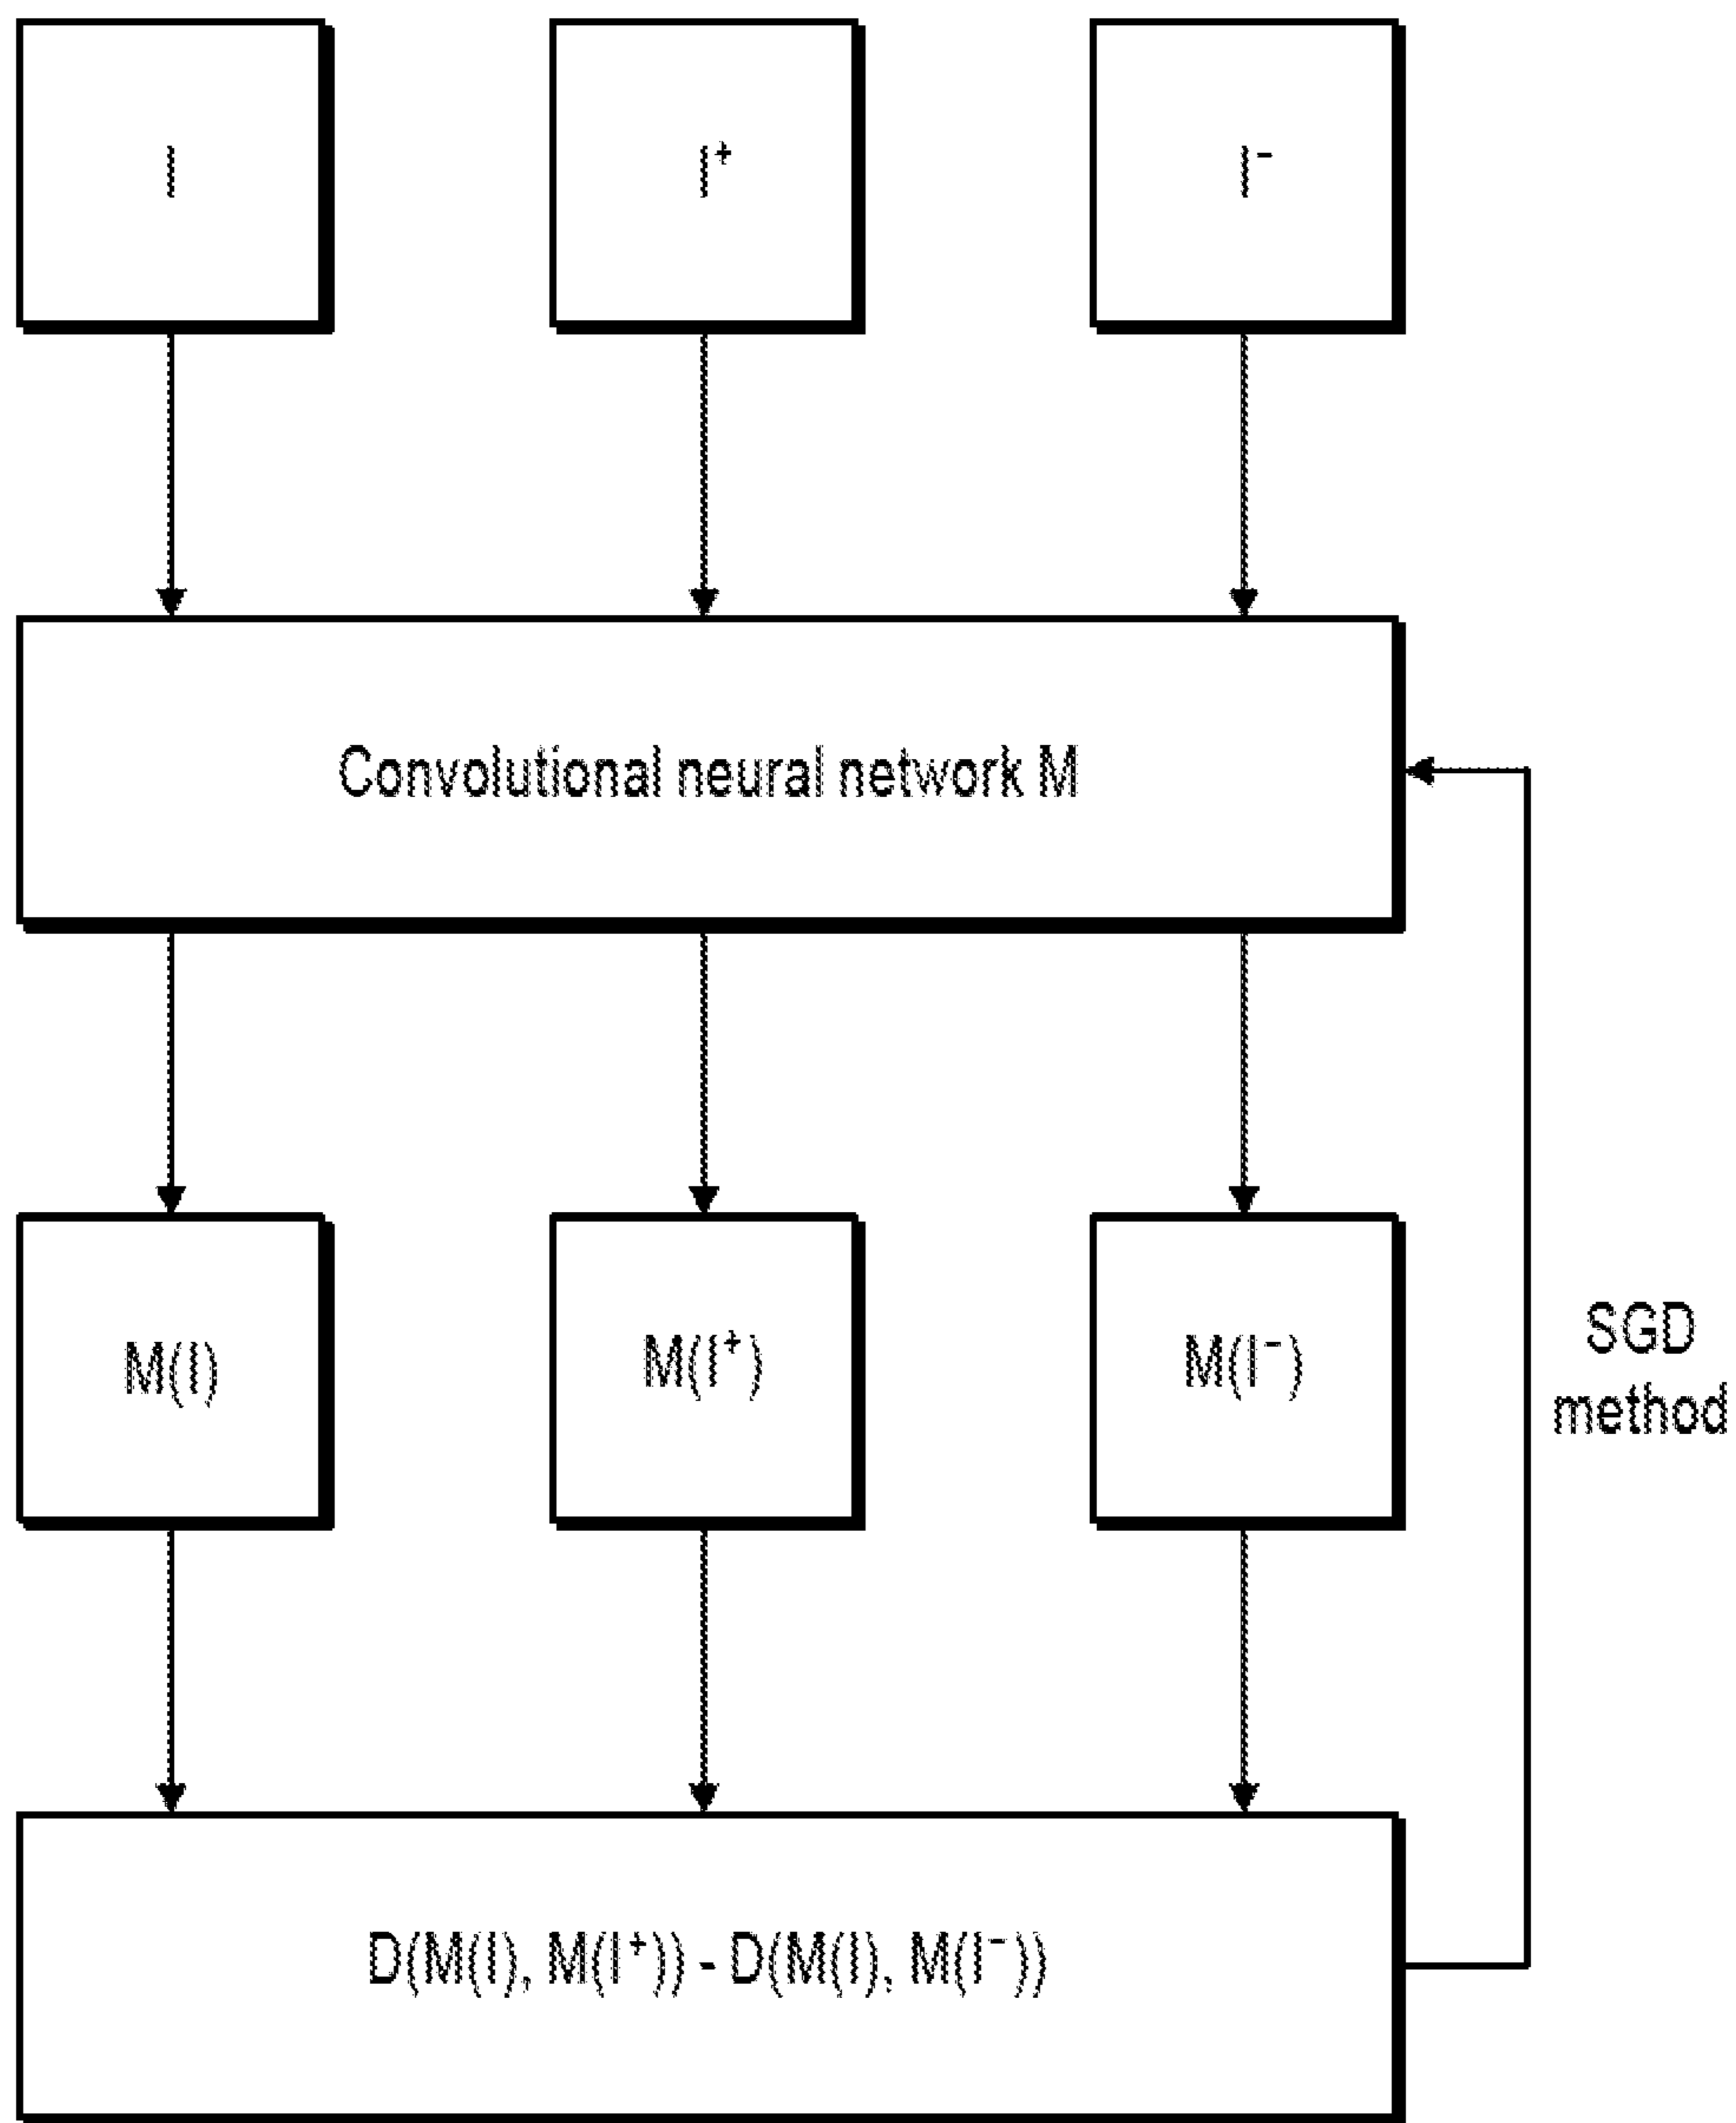 I
I⁺
I⁻
Convolutional neural network M
M(I)
M(I⁺)
M(I⁻)
SGD
method
D(M(I), M(I⁺)) - D(M(I), M(I⁻))